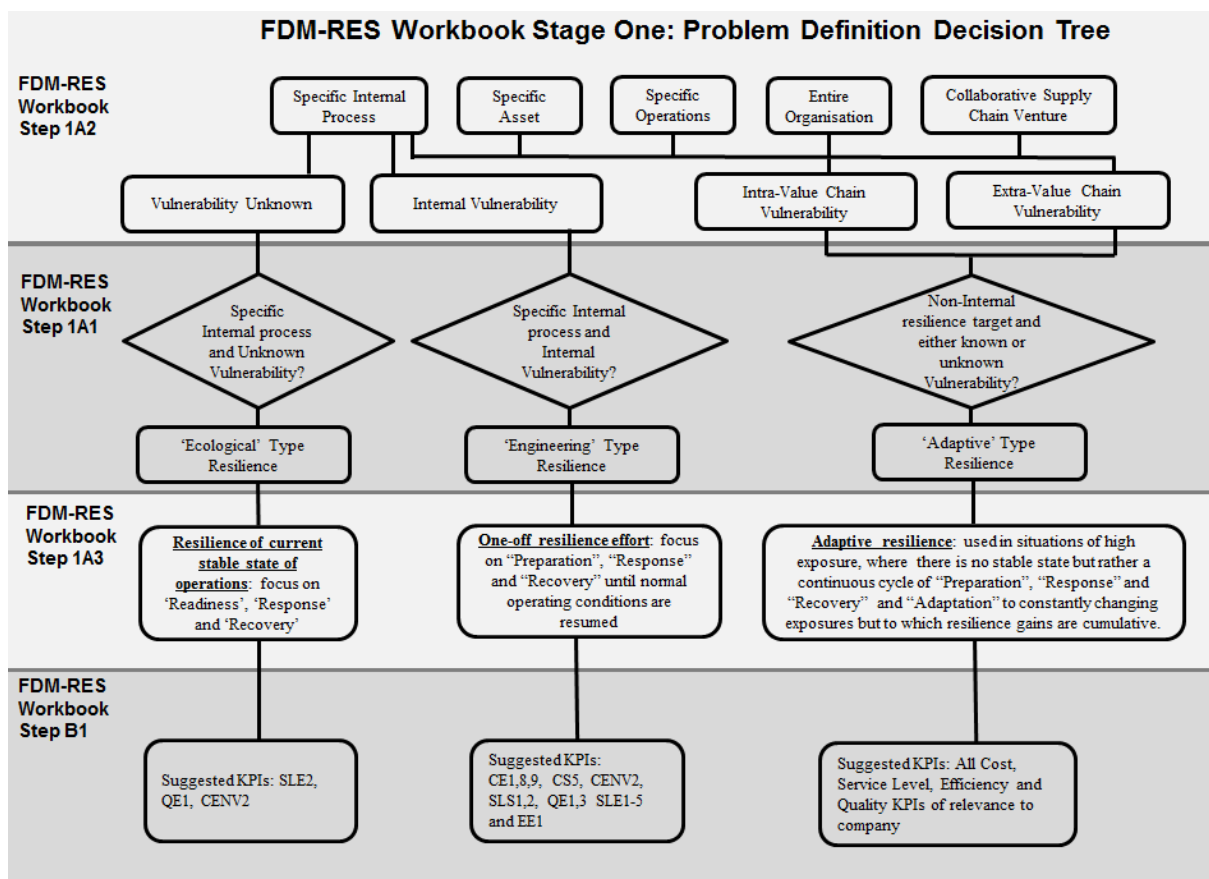 FDM-RES Workbook Stage One: Problem Definition Decision Tree
FDM-RES
Workbook
Step 1A2
Specific Internal
Process
Specific
Asset
Specific
Operations
Entire
Organisation
Collaborative Supply
Chain Venture
Vulnerability Unknown
Internal Vulnerability
Intra-Value Chain
Vulnerability
Extra-Value Chain
Vulnerability
FDM-RES
Workbook
Step 1A1
Specific
Internal process
and Unknown
Vulnerability?
Specific Internal
process and
Internal
Vulnerability?
Non-Internal
resilience target and
either known or
unknown
Vulnerability?
‘Ecological’ Type
Resilience
‘Engineering’ Type
Resilience
‘Adaptive’ Type
Resilience
FDM-RES
Workbook
Step 1A3
Resilience of current
stable state of
operations: focus on
‘Readiness’, ‘Response’
and ‘Recovery’
One-off resilience effort: focus
on “Preparation”, “Response”
and “Recovery” until normal
operating conditions are
resumed
Adaptive resilience: used in situations of high
exposure, where there is no stable state but rather a
continuous cycle of “Preparation”, “Response” and
“Recovery” and “Adaptation” to constantly changing
exposures but to which resilience gains are cumulative.
FDM-RES
Workbook
Step B1
Suggested KPIs: SLE2,
QE1, CENV2
Suggested KPIs:
CE1,8,9, CS5, CENV2,
SLS1,2, QE1,3 SLE1-5
and EE1
Suggested KPIs: All Cost,
Service Level, Efficiency and
Quality KPIs of relevance to
company